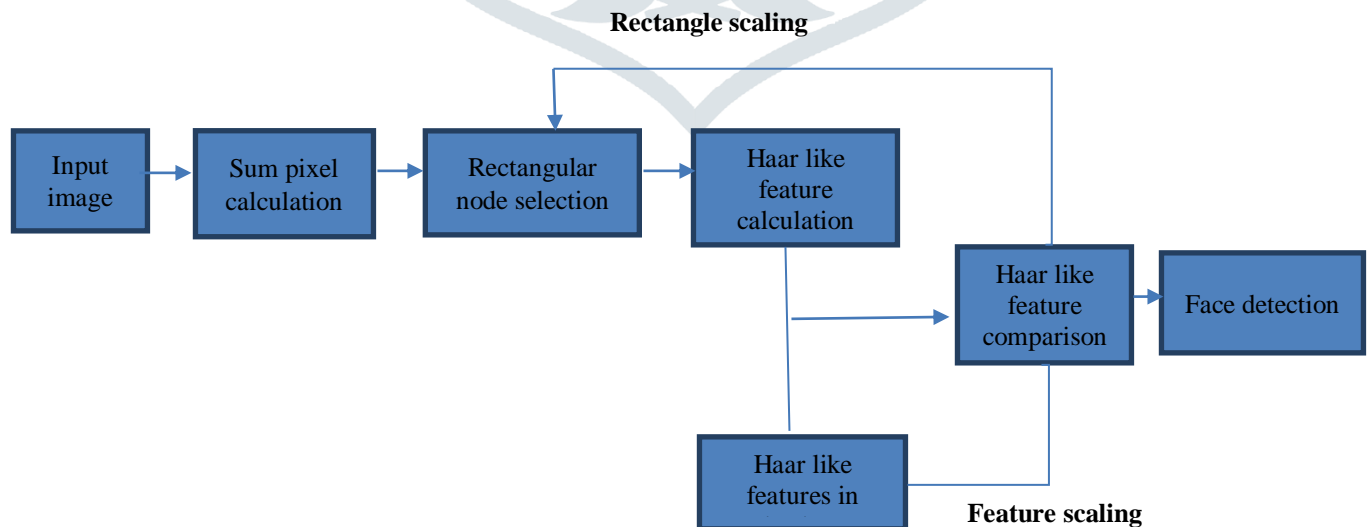 Rectangle scaling
Input
image
Sum pixel
calculation
Rectangular
node selection
Haar like
feature
calculation
Haar like
feature
comparison
Face detection
Haar like
features in
Feature scaling